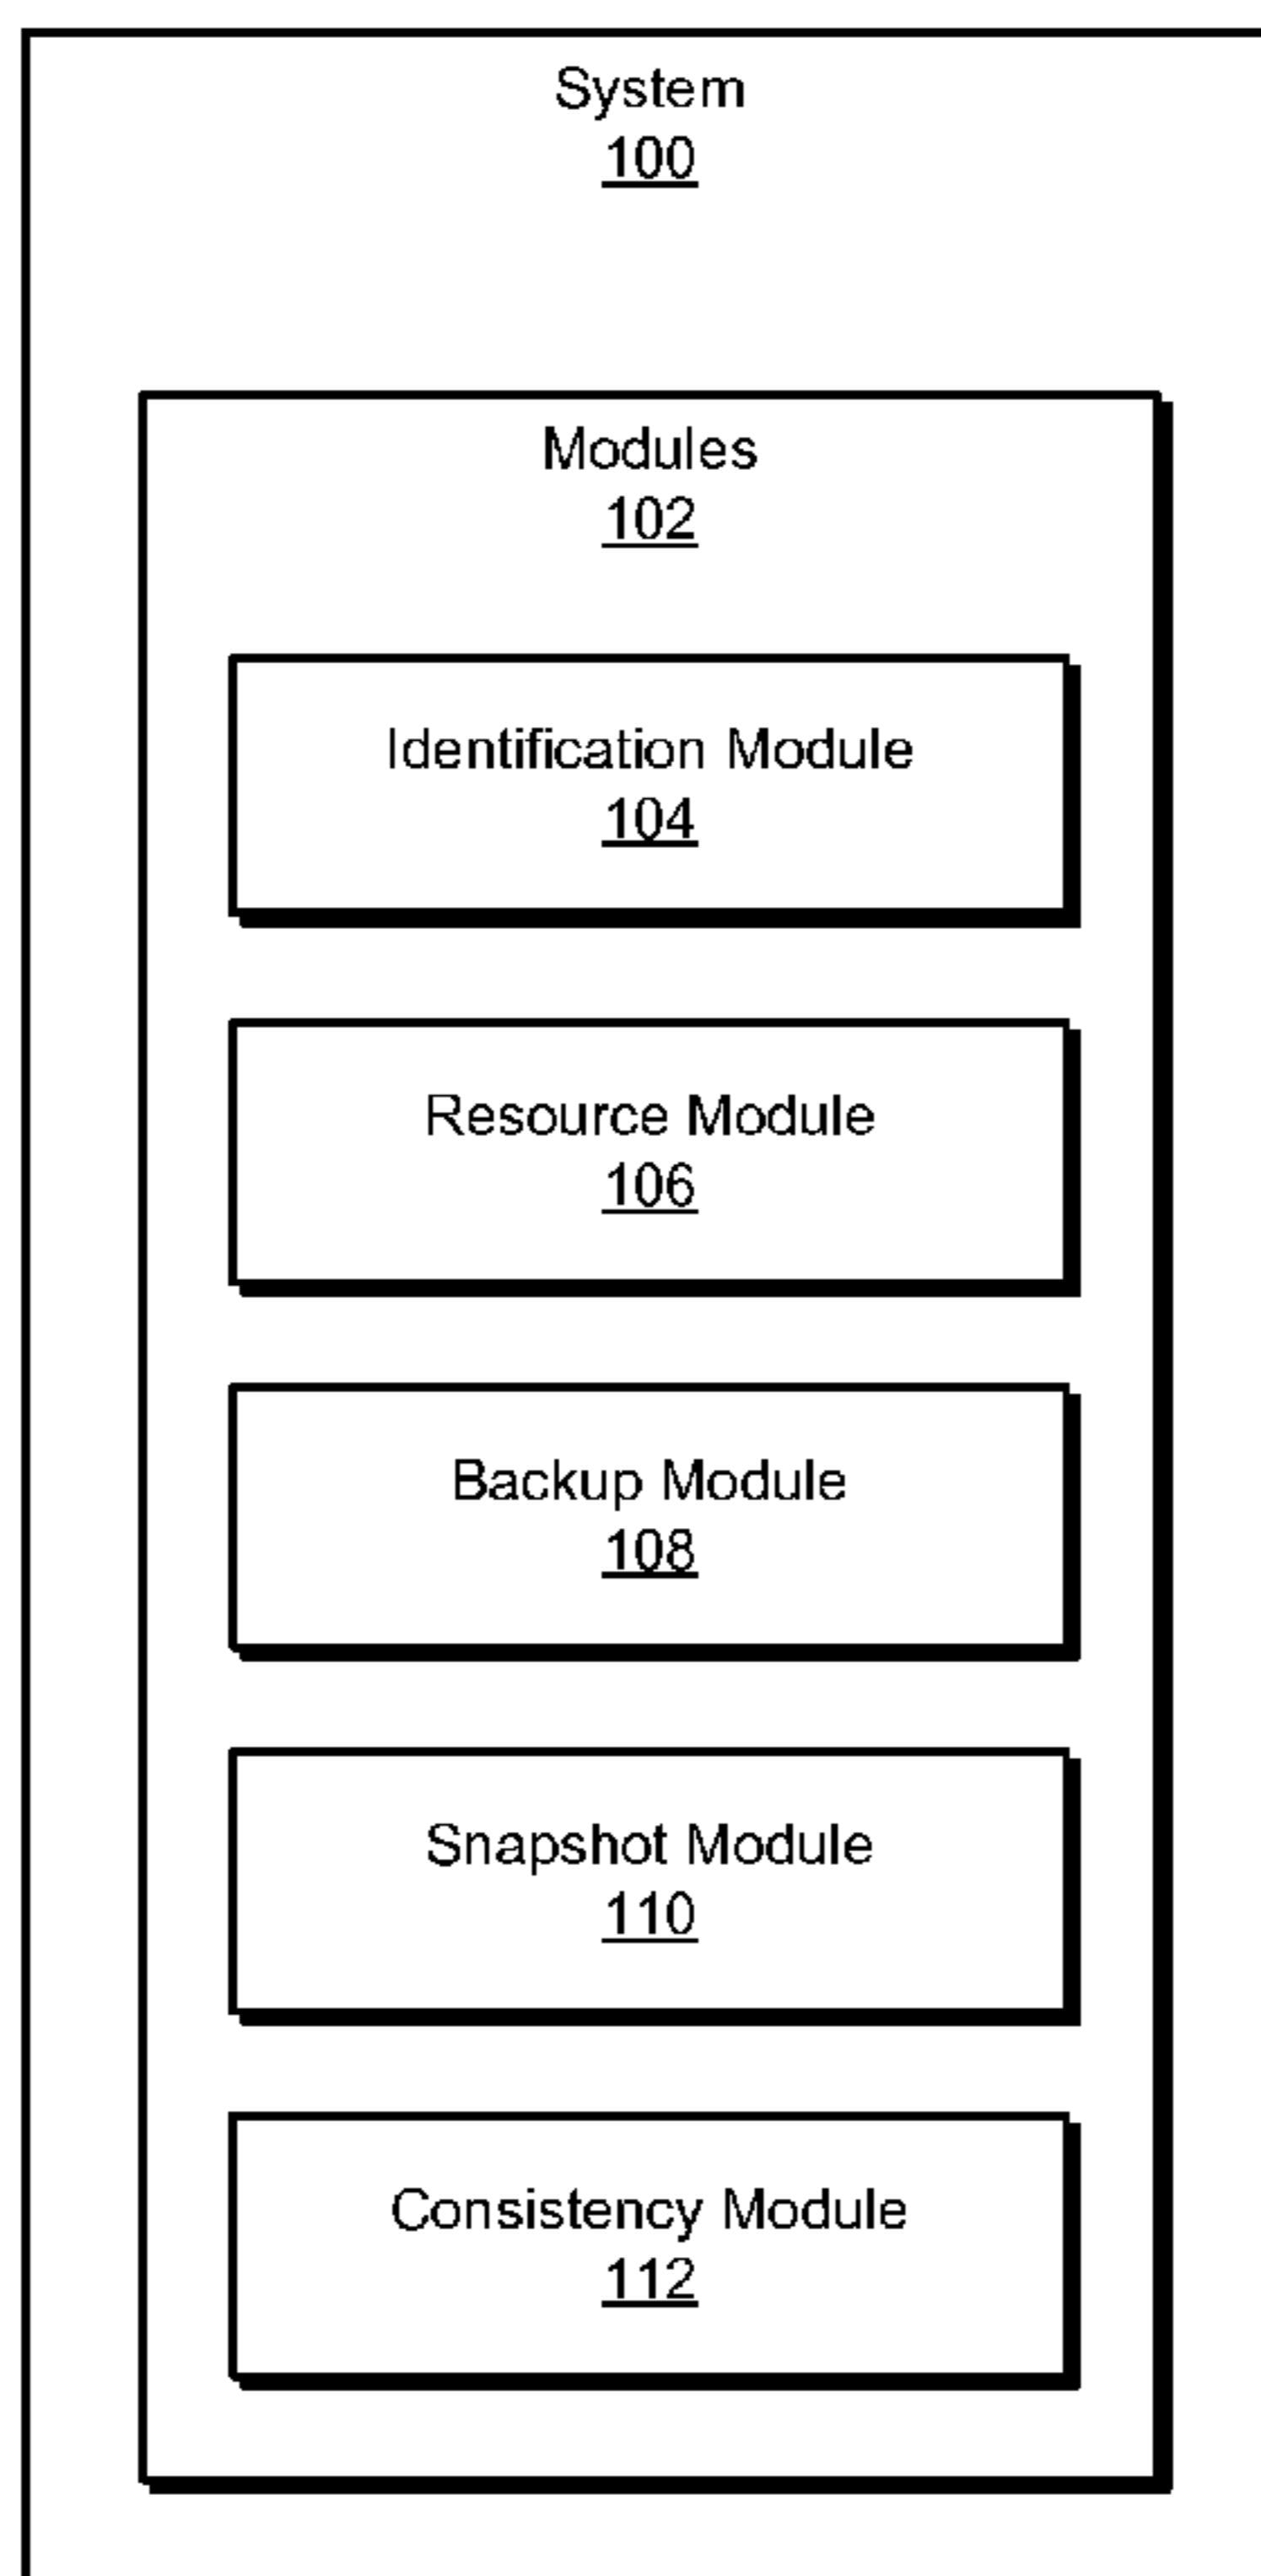 System
100
Modules
102
Identification Module
104
Resource Module
106
Backup Module
108
Snapshot Module
110
Consistency Module
112